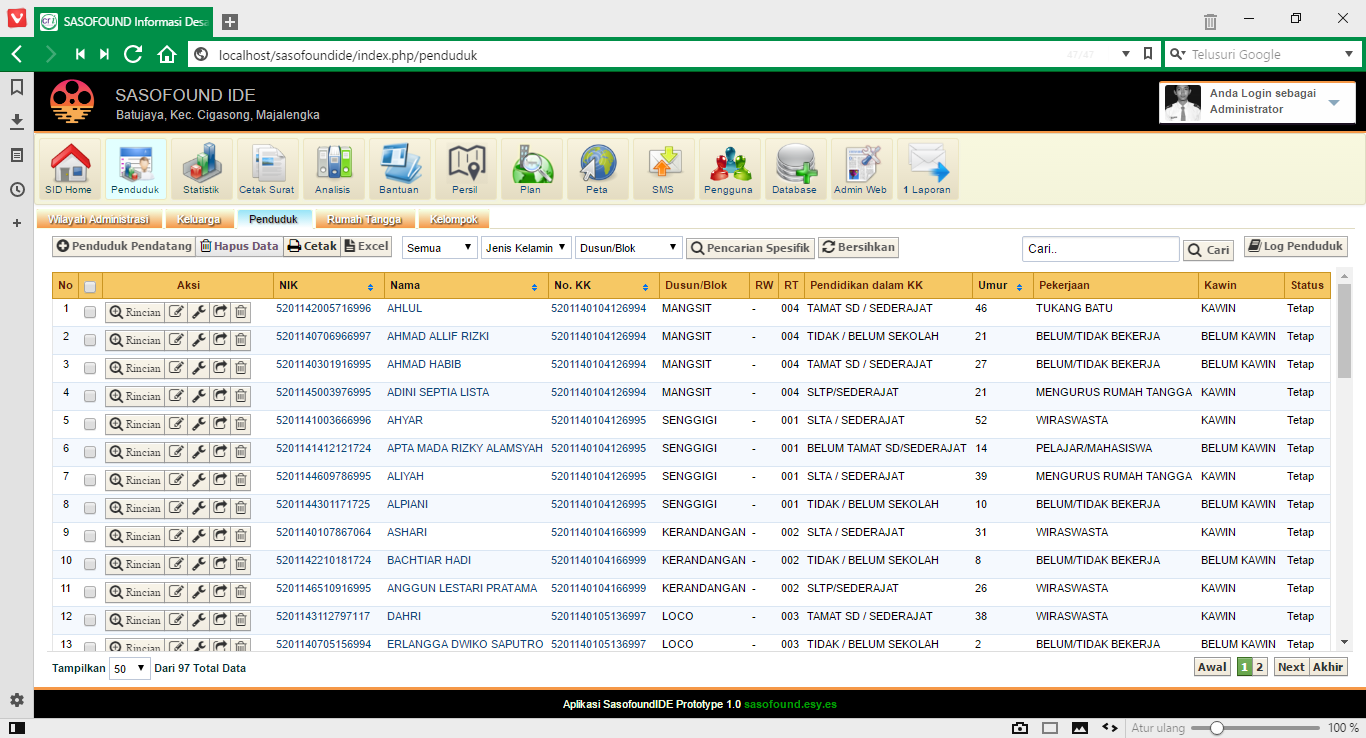 SASOFOUND Informasi Desa
localhost/sasofoundide/index.php/penduduk
47/47
Telusuri Google
SASOFOUND IDE
Batujaya, Kec. Cigasong, Majalengka
Anda Login sebagai
Administrator
SID Home Penduduk Statistik Cetak Surat Analisis Bantuan Persil Plan Peta SMS Pengguna Database Admin Web 1 Laporan
Wilayah Administrasi Keluarga Penduduk Rumah Tangga Kelompok
Penduduk Pendatang Hapus Data Cetak Excel Semua Jenis Kelamin Dusun/Blok Pencarian Spesifik Bersihkan Cari.. Cari Log Penduduk
No Aksi NIK Nama No. KK Dusun/Blok RW RT Pendidikan dalam KK Umur Pekerjaan Kawin Status
1 Rincian 5201142005716996 AHLUL 5201140104126994 MANGSIT - 004 TAMAT SD / SEDERAJAT 46 TUKANG BATU KAWIN Tetap
2 Rincian 5201140706966997 AHMAD ALLIF RIZKI 5201140104126994 MANGSIT - 004 TIDAK / BELUM SEKOLAH 21 BELUM/TIDAK BEKERJA BELUM KAWIN Tetap
3 Rincian 5201140301916995 AHMAD HABIB 5201140104126994 MANGSIT - 004 TAMAT SD / SEDERAJAT 27 BELUM/TIDAK BEKERJA BELUM KAWIN Tetap
4 Rincian 5201145003976995 ADINI SEPTIA LISTA 5201140104126994 MANGSIT - 004 SLTP/SEDERAJAT 21 MENGURUS RUMAH TANGGA KAWIN Tetap
5 Rincian 5201141003666996 AHYAR 5201140104126995 SENGGIGI - 001 SLTA / SEDERAJAT 52 WIRASWASTA KAWIN Tetap
6 Rincian 5201141412121724 APTA MADA RIZKY ALAMSYAH 5201140104126995 SENGGIGI - 001 BELUM TAMAT SD/SEDERAJAT 14 PELAJAR/MAHASISWA BELUM KAWIN Tetap
7 Rincian 5201144609786995 ALIYAH 5201140104126995 SENGGIGI - 001 SLTA / SEDERAJAT 39 MENGURUS RUMAH TANGGA KAWIN Tetap
8 Rincian 5201144301171725 ALPIANI 5201140104126995 SENGGIGI - 001 TIDAK / BELUM SEKOLAH 10 BELUM/TIDAK BEKERJA BELUM KAWIN Tetap
9 Rincian 5201140107867064 ASHARI 5201140104166999 KERANDANGAN - 002 SLTA / SEDERAJAT 31 WIRASWASTA KAWIN Tetap
10 Rincian 5201142210181724 BACHTIAR HADI 5201140104166999 KERANDANGAN - 002 TIDAK / BELUM SEKOLAH 8 BELUM/TIDAK BEKERJA BELUM KAWIN Tetap
11 Rincian 5201146510916995 ANGGUN LESTARI PRATAMA 5201140104166999 KERANDANGAN - 002 SLTP/SEDERAJAT 26 WIRASWASTA KAWIN Tetap
12 Rincian 5201143112797117 DAHRI 5201140105136997 LOCO - 003 TAMAT SD / SEDERAJAT 38 WIRASWASTA KAWIN Tetap
13 Rincian 5201140705156994 ERLANGGA DWIKO SAPUTRO 5201140105136997 LOCO - 003 TIDAK / BELUM SEKOLAH 2 BELUM/TIDAK BEKERJA BELUM KAWIN Tetap
Tampilkan 50 Dari 97 Total Data Awal 1 2 Next Akhir
Aplikasi SasofoundIDE Prototype 1.0 sasofound.esy.es
Atur ulang 100 %